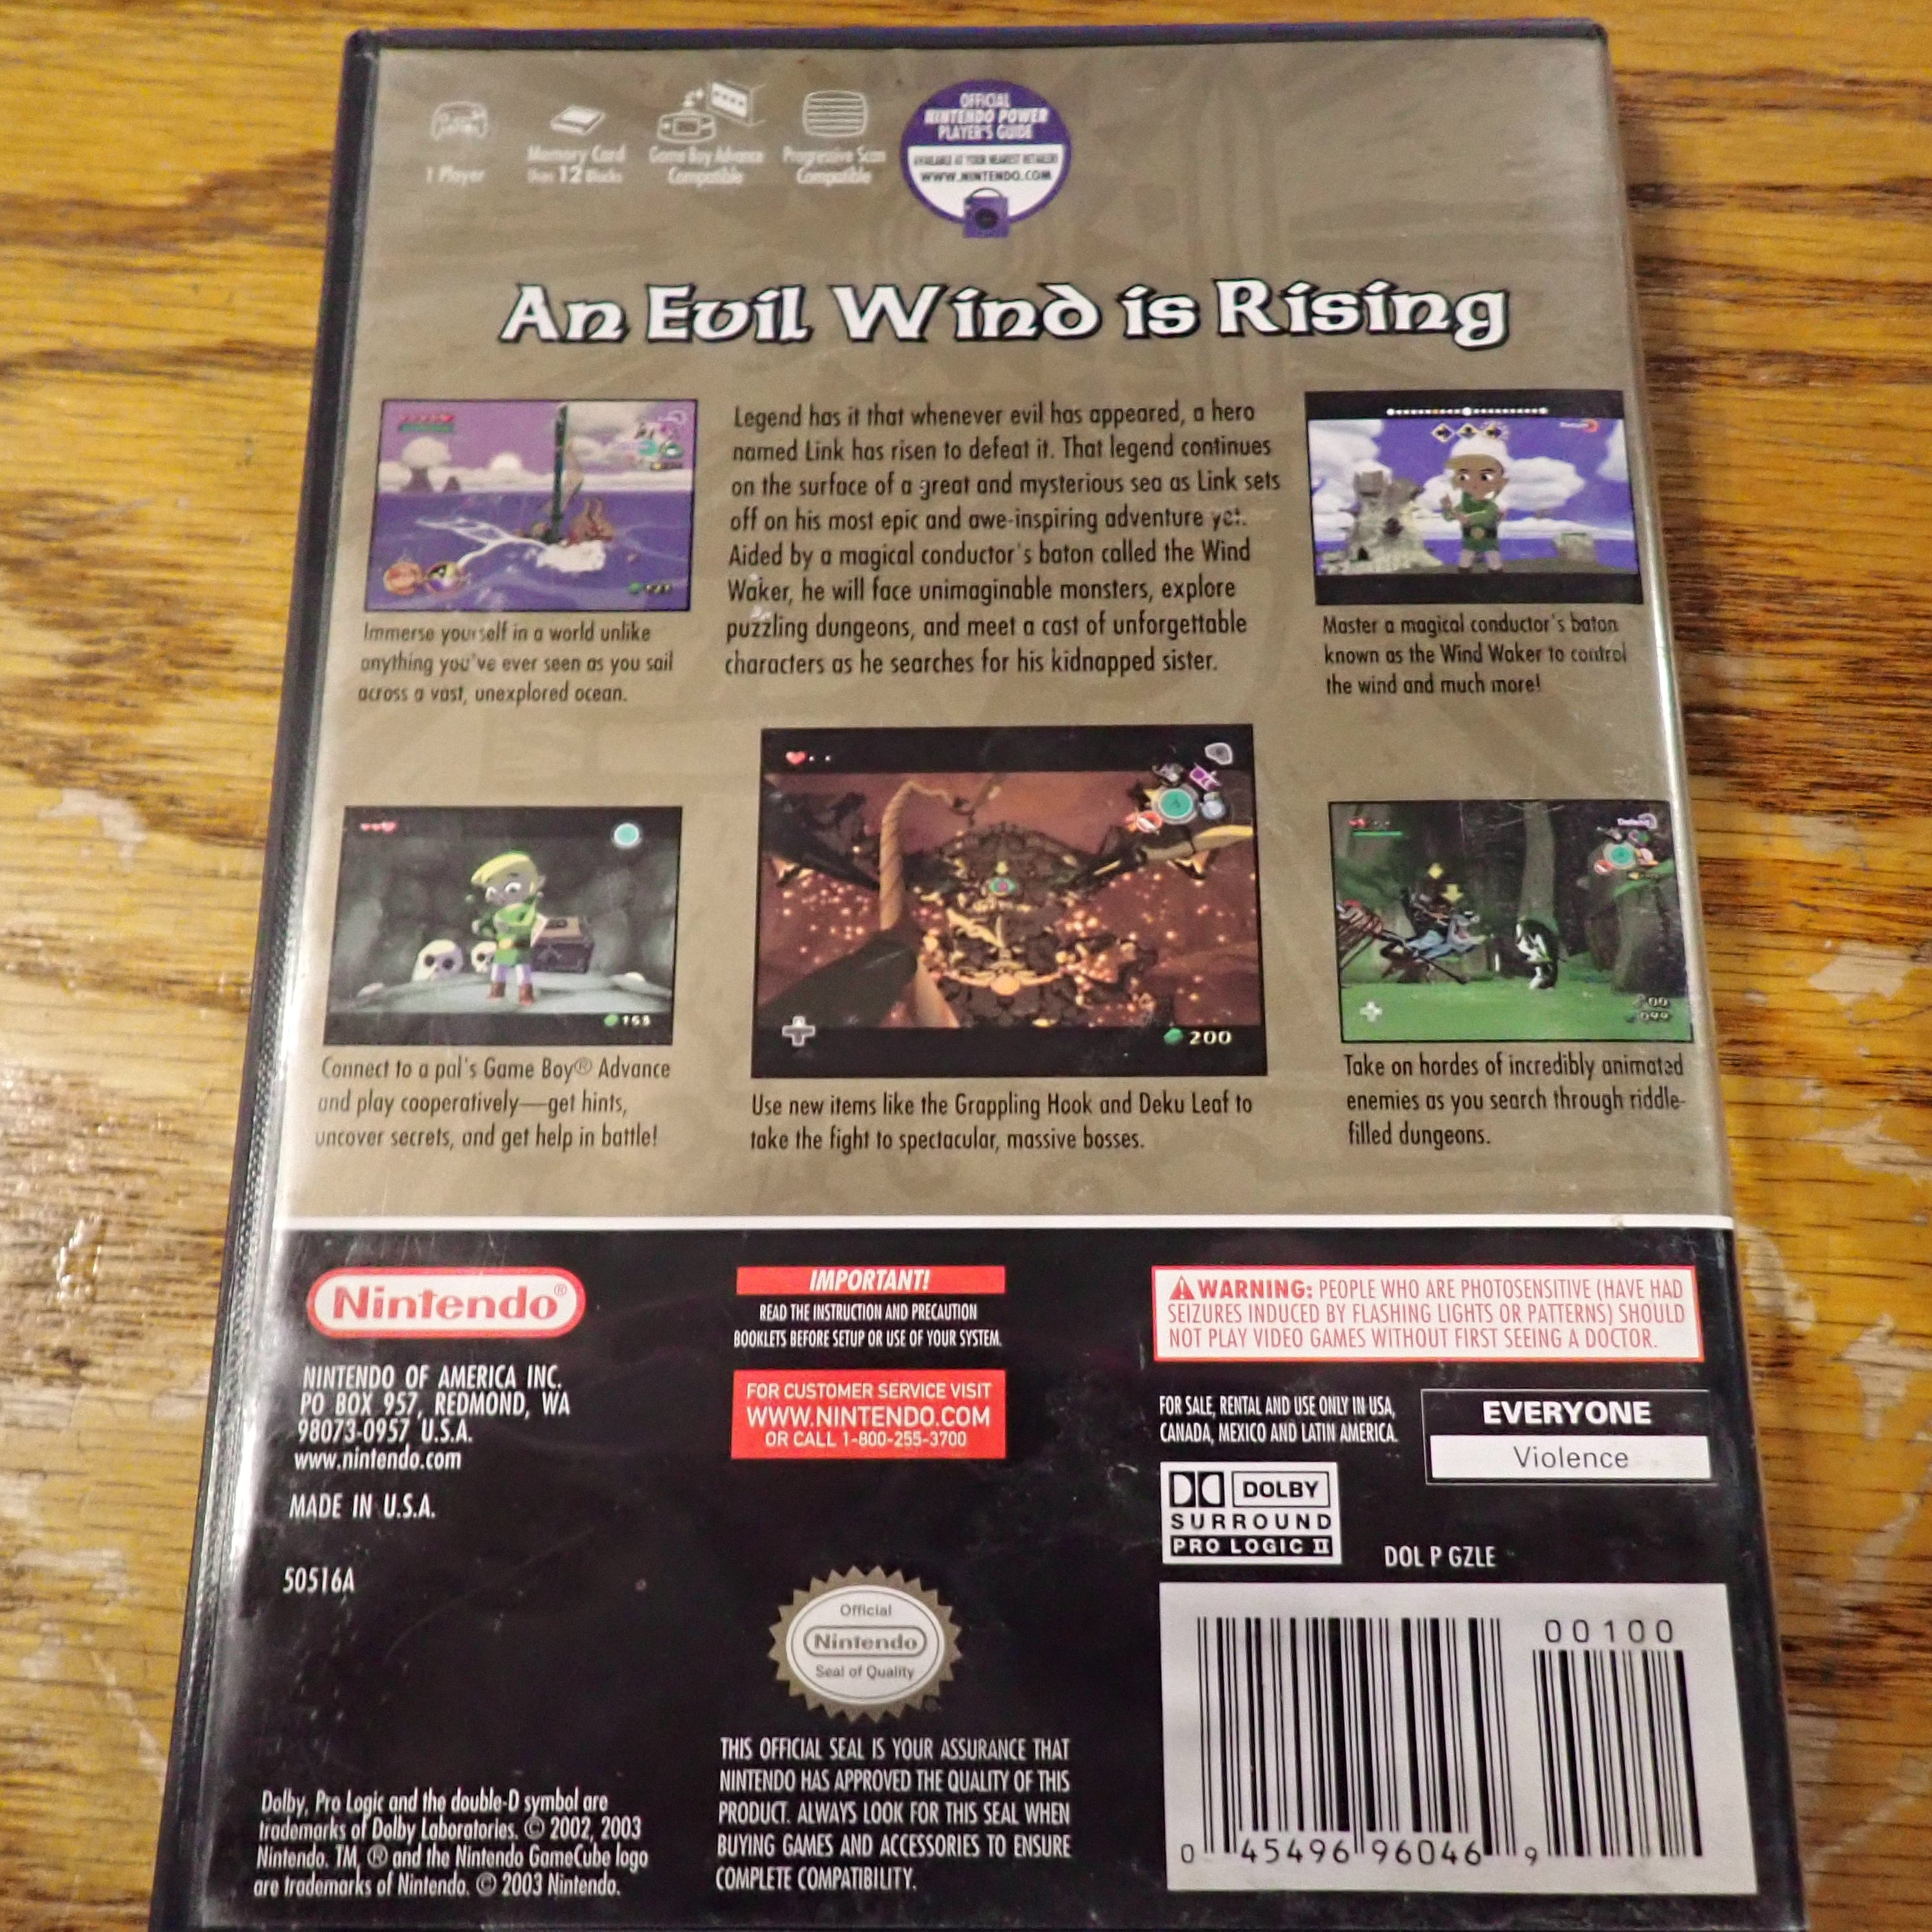 1 Player
Memory Card
Uses 12 Blocks
Game Boy Advance
Compatible
Progressive Scan
Compatible
OFFICIAL
NINTENDO POWER
PLAYER'S GUIDE
AVAILABLE AT YOUR NEAREST RETAILER!
WWW.NINTENDO.COM
An Evil Wind is Rising
Immerse yourself in a world unlike
anything you've ever seen as you sail
across a vast, unexplored ocean.
Legend has it that whenever evil has appeared, a hero
named Link has risen to defeat it. That legend continues
on the surface of a great and mysterious sea as Link sets
off on his most epic and awe-inspiring adventure yet.
Aided by a magical conductor's baton called the Wind
Waker, he will face unimaginable monsters, explore
puzzling dungeons, and meet a cast of unforgettable
characters as he searches for his kidnapped sister.
Return
Master a magical conductor's baton
known as the Wind Waker to control
the wind and much more!
153
Connect to a pal's Game Boy® Advance
and play cooperatively—get hints,
uncover secrets, and get help in battle!
A
200
Use new items like the Grappling Hook and Deku Leaf to
take the fight to spectacular, massive bosses.
Defend
Take on hordes of incredibly animated
enemies as you search through riddle-
filled dungeons.
Nintendo®
NINTENDO OF AMERICA INC.
PO BOX 957, REDMOND, WA
98073-0957 U.S.A.
www.nintendo.com
MADE IN U.S.A.
50516A
Dolby, Pro Logic and the double-D symbol are
trademarks of Dolby Laboratories. © 2002, 2003
Nintendo. TM, ® and the Nintendo GameCube logo
are trademarks of Nintendo. © 2003 Nintendo.
IMPORTANT!
READ THE INSTRUCTION AND PRECAUTION
BOOKLETS BEFORE SETUP OR USE OF YOUR SYSTEM.
FOR CUSTOMER SERVICE VISIT
WWW.NINTENDO.COM
OR CALL 1-800-255-3700
Official
Nintendo
Seal of Quality
THIS OFFICIAL SEAL IS YOUR ASSURANCE THAT
NINTENDO HAS APPROVED THE QUALITY OF THIS
PRODUCT. ALWAYS LOOK FOR THIS SEAL WHEN
BUYING GAMES AND ACCESSORIES TO ENSURE
COMPLETE COMPATIBILITY.
WARNING: PEOPLE WHO ARE PHOTOSENSITIVE (HAVE HAD
SEIZURES INDUCED BY FLASHING LIGHTS OR PATTERNS) SHOULD
NOT PLAY VIDEO GAMES WITHOUT FIRST SEEING A DOCTOR.
FOR SALE, RENTAL AND USE ONLY IN USA,
CANADA, MEXICO AND LATIN AMERICA.
EVERYONE
Violence
DOLBY
SURROUND
PRO LOGIC II
DOL P GZLE
00100
0 45496 96046 9